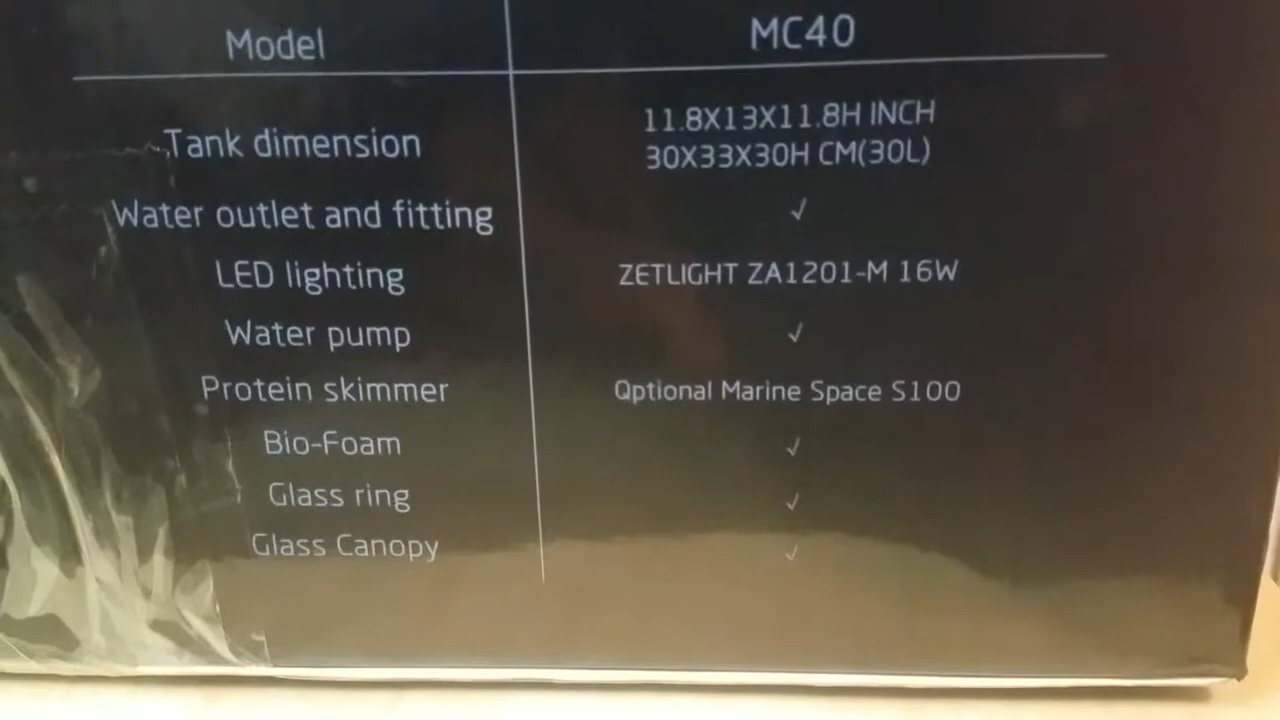 Model MC40
Tank dimension 11.8X13X11.8H INCH
30X33X30H CM(30L)
Water outlet and fitting √
LED lighting ZETLIGHT ZA1201-M 16W
Water pump √
Protein skimmer Qptional Marine Space S100
Bio-Foam √
Glass ring √
Glass Canopy √